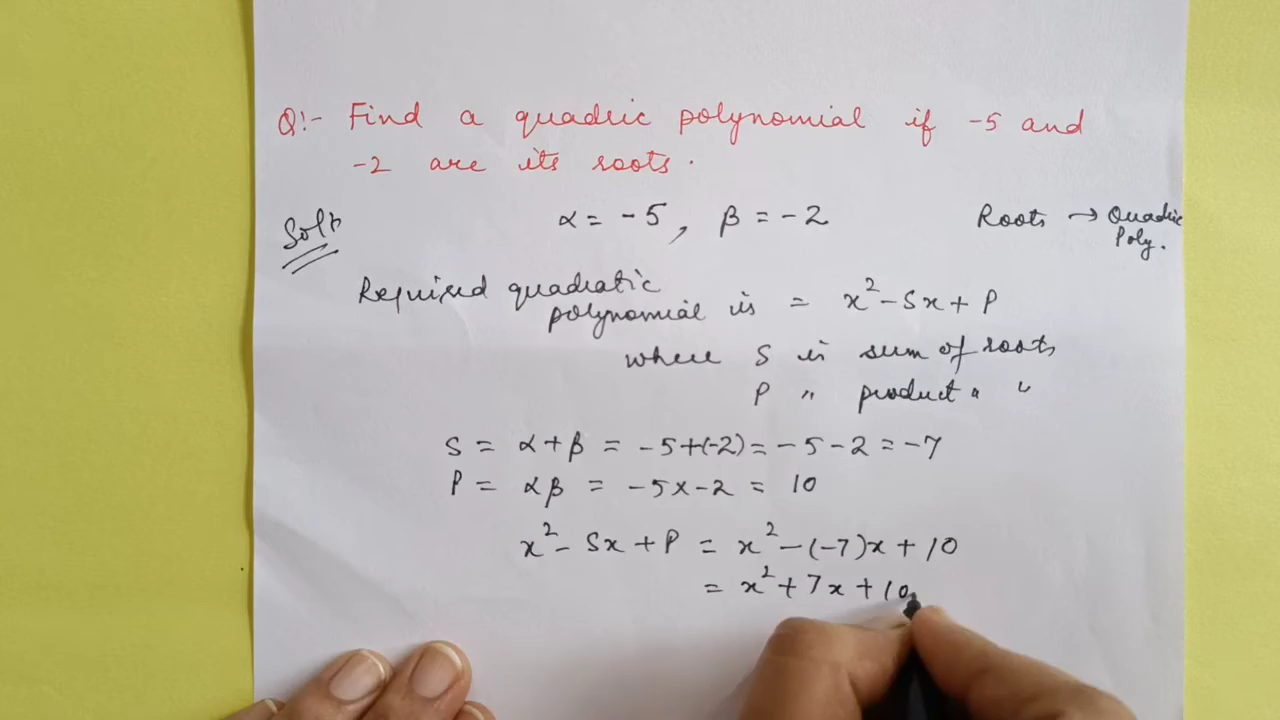 Q:- Find a quadric polynomial if -5 and
-2 are its roots.
Soln
α = -5, β = -2
Roots → Quadric
Poly.
Required quadratic
polynomial is = x² - Sx + P
where S is sum of roots
P " product " "
S = α + β = -5+(-2) = -5-2 = -7
P = αβ = -5x-2 = 10
x² - Sx + P = x² - (-7)x + 10
= x² + 7x + 10